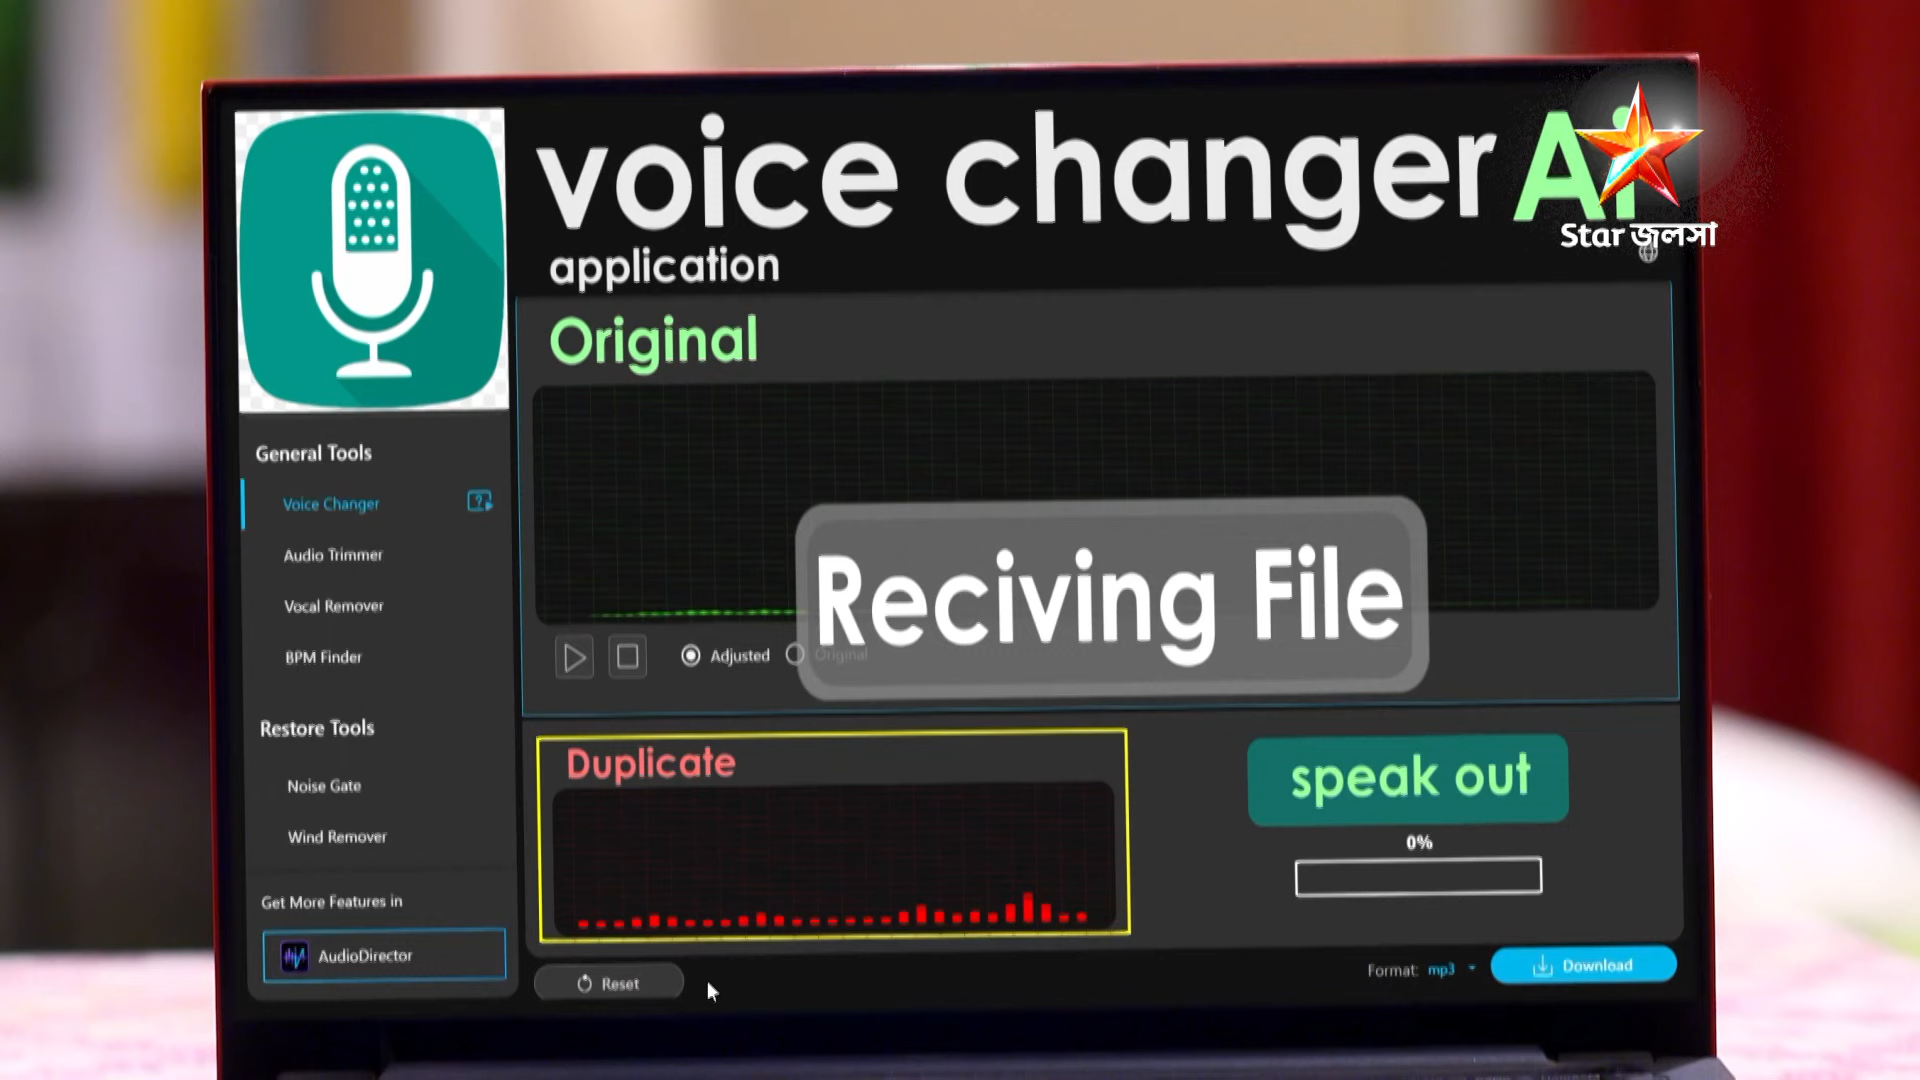 voice changer Ai
Star জলসা
application
Original
General Tools
Voice Changer
Audio Trimmer
Vocal Remover
BPM Finder
Reciving File
Adjusted
Original
Restore Tools
Noise Gate
Wind Remover
Duplicate
speak out
0%
Get More Features in
AudioDirector
Reset
Format: mp3
Download